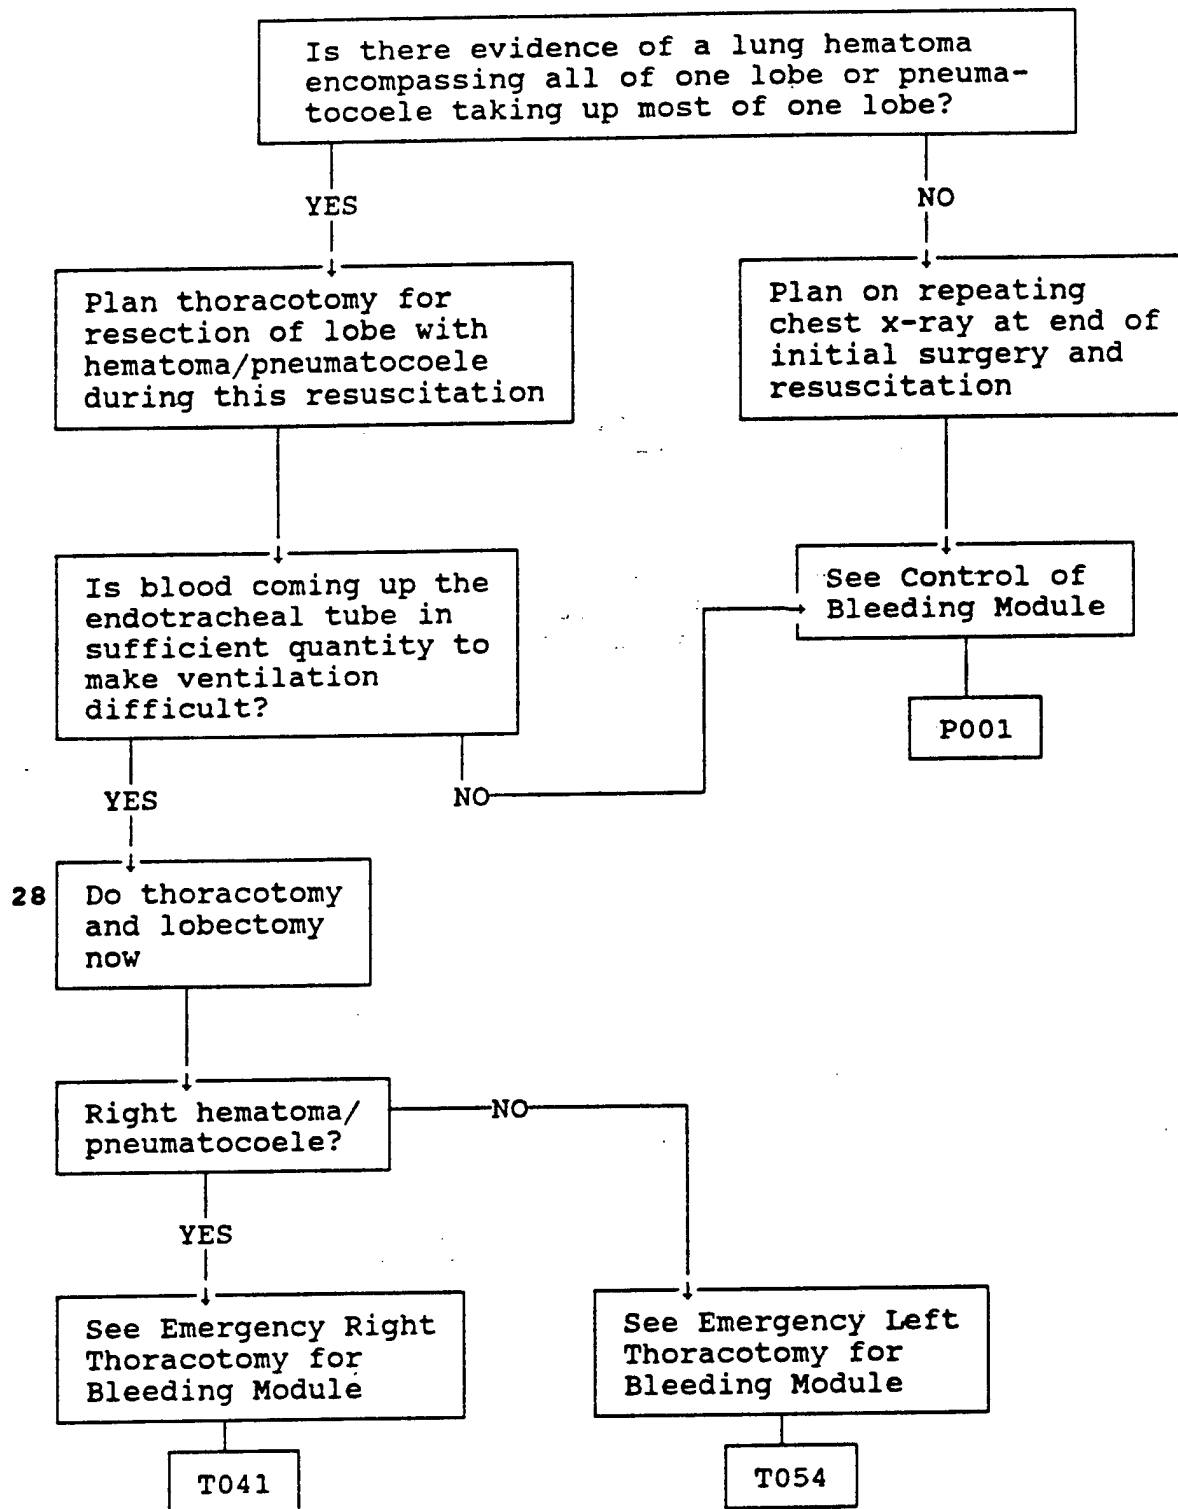 Is there evidence of a lung hematoma
encompassing all of one lobe or pneuma-
tocoele taking up most of one lobe?
YES
NO
Plan thoracotomy for
resection of lobe with
hematoma/pneumatocoele
during this resuscitation
Plan on repeating
chest x-ray at end of
initial surgery and
resuscitation
Is blood coming up the
endotracheal tube in
sufficient quantity to
make ventilation
difficult?
See Control of
Bleeding Module
P001
YES
NO
28
Do thoracotomy
and lobectomy
now
Right hematoma/
pneumatocoele?
NO
YES
See Emergency Right
Thoracotomy for
Bleeding Module
See Emergency Left
Thoracotomy for
Bleeding Module
T041
T054